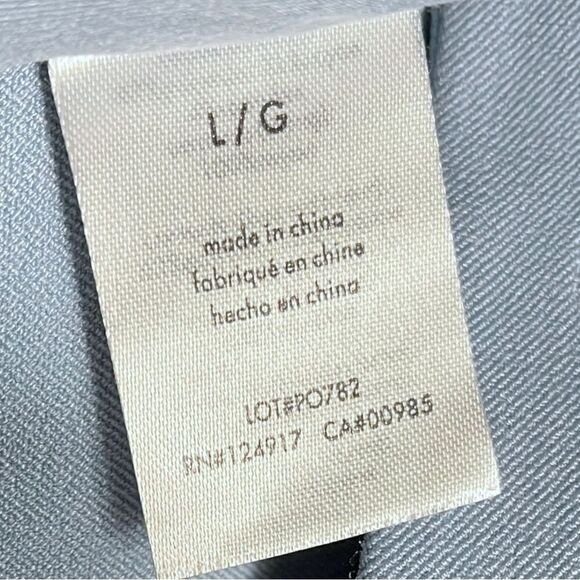 L/G
made in china
fabriqué en chine
hecho en china
LOT#PO782
RN#124917 CA#00985